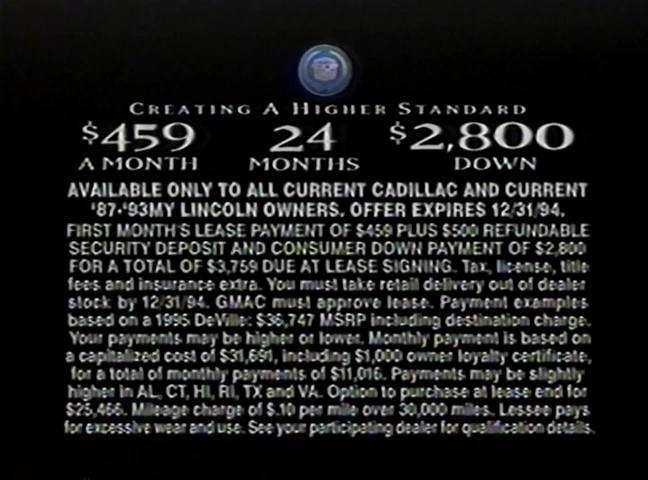 CREATING A HIGHER STANDARD
$459 24 $2,800
A MONTH MONTHS DOWN
AVAILABLE ONLY TO ALL CURRENT CADILLAC AND CURRENT
'87-'93MY LINCOLN OWNERS. OFFER EXPIRES 12/31/94.
FIRST MONTH'S LEASE PAYMENT OF $459 PLUS $500 REFUNDABLE
SECURITY DEPOSIT AND CONSUMER DOWN PAYMENT OF $2,800
FOR A TOTAL OF $3,759 DUE AT LEASE SIGNING. Tax, license, title
fees and insurance extra. You must take retail delivery out of dealer
stock by 12/31/94. GMAC must approve lease. Payment examples
based on a 1995 DeVille: $36,747 MSRP including destination charge.
Your payments may be higher or lower. Monthly payment is based on
a capitalized cost of $31,691, including $1,000 owner loyalty certificate,
for a total of monthly payments of $11,016. Payments may be slightly
higher in AL, CT, HI, RI, TX and VA. Option to purchase at lease end for
$25,466. Mileage charge of $.10 per mile over 30,000 miles. Lessee pays
for excessive wear and use. See your participating dealer for qualification details.